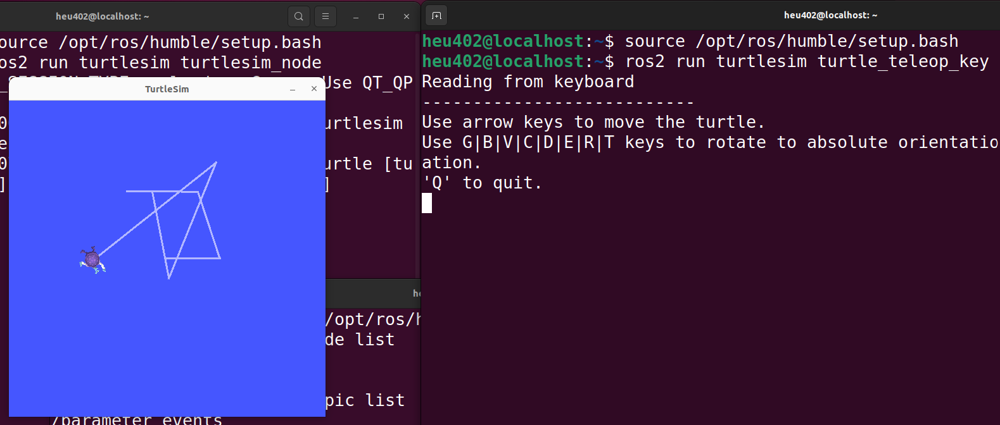 heu402@localhost: ~
ource /opt/ros/humble/setup.bash
os2 run turtlesim turtlesim_node
Use QT_QP
urtlesim
e
urtle [tu
]
]
TurtleSim
/opt/ros/h
de list
pic list
/parameter_events
heu402@localhost: ~
heu402@localhost:~$ source /opt/ros/humble/setup.bash
heu402@localhost:~$ ros2 run turtlesim turtle_teleop_key
Reading from keyboard
---------------------------
Use arrow keys to move the turtle.
Use G|B|V|C|D|E|R|T keys to rotate to absolute orientatio
ation.
'Q' to quit.